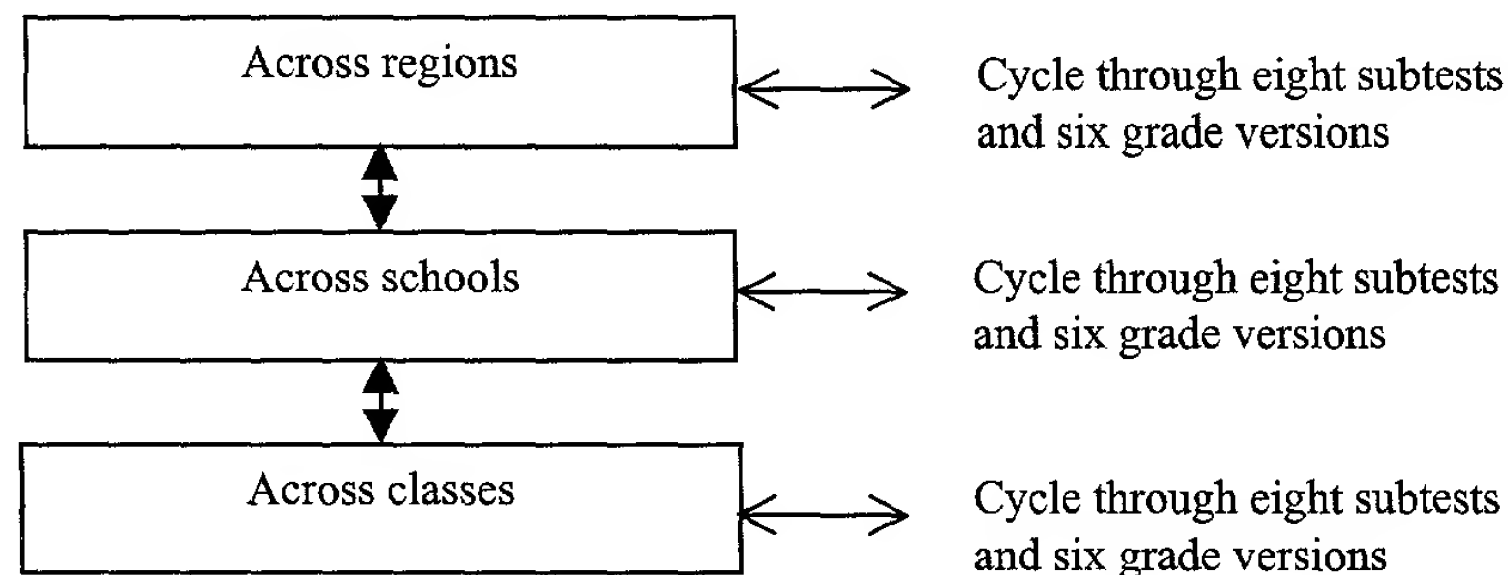 Across regions
Cycle through eight subtests
and six grade versions
Across schools
Cycle through eight subtests
and six grade versions
Across classes
Cycle through eight subtests
and six grade versions